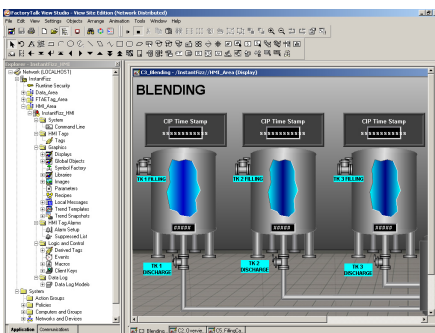 FactoryTalk View Studio - View Site Edition (Network Distributed)
File Edit View Settings Objects Arrange Animation Tools Window Help
Explorer - InstantFizz_HMI
Network (LOCALHOST)
InstantFizz
Runtime Security
Data_Area
FTAETag_Area
HMI_Area
InstantFizz_HMI
System
Command Line
HMI Tags
Tags
Graphics
Displays
Global Objects
Symbol Factory
Libraries
Images
Parameters
Recipes
Local Messages
Trend Templates
Trend Snapshots
HMI Tag Alarms
Alarm Setup
Suppressed List
Logic and Control
Derived Tags
Events
Macros
Client Keys
Data Log
Data Log Models
System
Action Groups
Policies
Computers and Groups
Networks and Devices
Application Communications
C3_Blending - /InstantFizz//HMI_Area (Display)
BLENDING
CIP Time Stamp CIP Time Stamp CIP Time Stamp
TK 1 FILLING TK 2 FILLING TK 3 FILLING
##### ##### #####
TK 1 DISCHARGE
TK 2 DISCHARGE
TK 3 DISCHARGE
C3_Blending